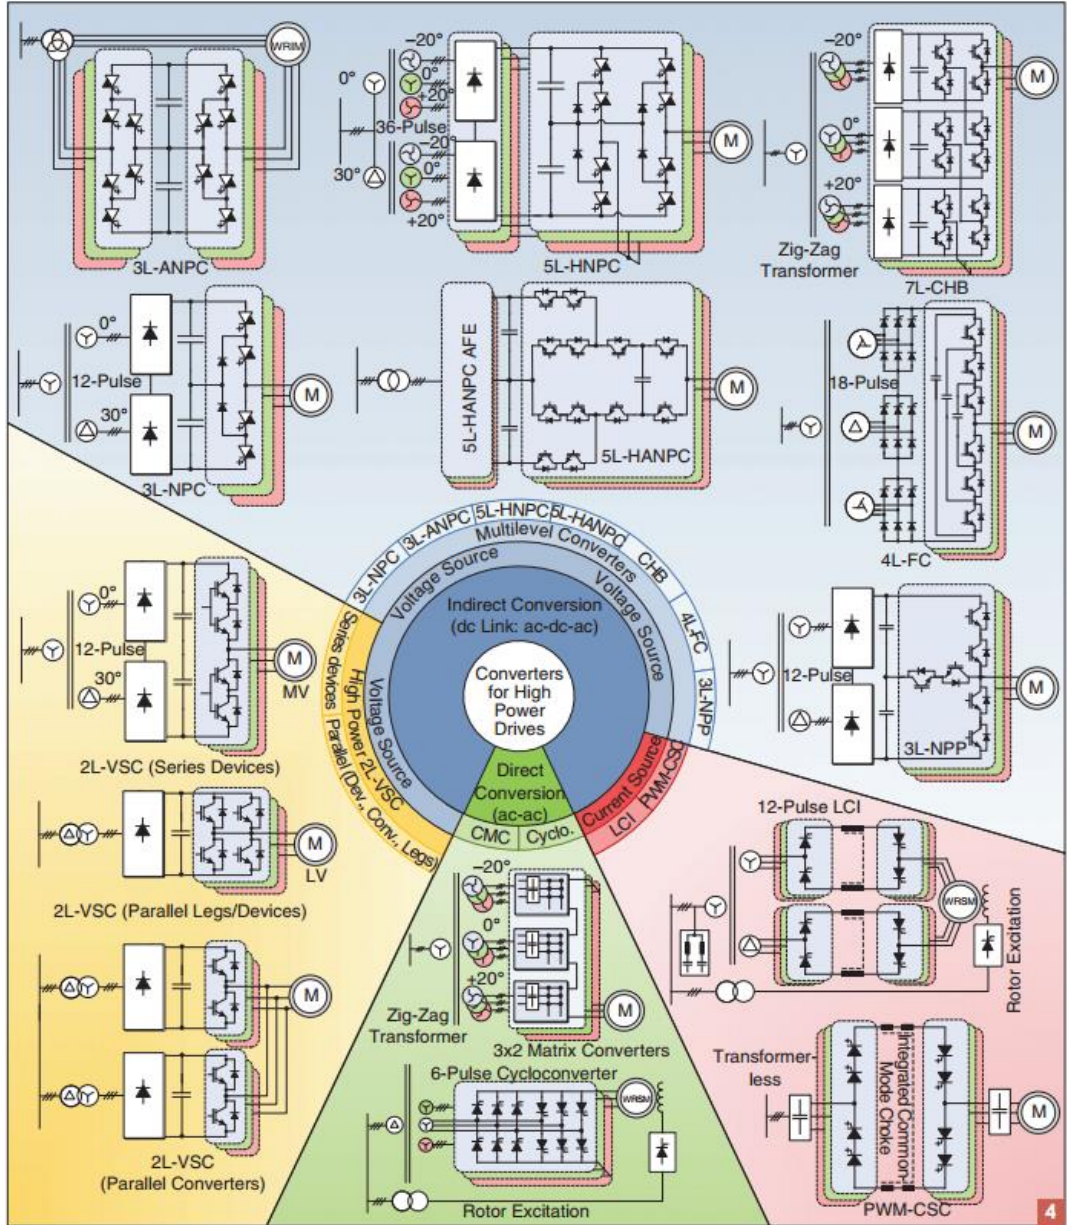 WRIM
3L-ANPC
0°
30°
−20°
0°
+20°
36-Pulse
−20°
0°
+20°
M
5L-HNPC
−20°
0°
+20°
M
Zig-Zag
Transformer
7L-CHB
0°
12-Pulse
30°
M
3L-NPC
5L-HANPC AFE
5L-HANPC
18-Pulse
M
4L-FC
0°
12-Pulse
30°
M
MV
2L-VSC (Series Devices)
12-Pulse
M
3L-NPP
3L-NPC
3L-ANPC
5L-HNPC
5L-HANPC
CHB
4L-FC
3L-NPP
Multilevel Converters
Voltage Source
Voltage Source
Indirect Conversion
(dc Link: ac-dc-ac)
Converters
for High
Power
Drives
Series devices
Parallel (Dev., Conv., Legs)
High Power 2L-VSC
Voltage Source
Direct
Conversion
(ac-ac)
CMC
Cyclo.
Current Source
PWM-CSC
LCI
M
LV
2L-VSC (Parallel Legs/Devices)
M
2L-VSC
(Parallel Converters)
−20°
0°
+20°
Zig-Zag
Transformer
M
3x2 Matrix Converters
6-Pulse Cycloconverter
WRSM
Rotor Excitation
12-Pulse LCI
WRSM
Rotor Excitation
Transformer-
less
Integrated Common-
Mode Choke
M
PWM-CSC
4